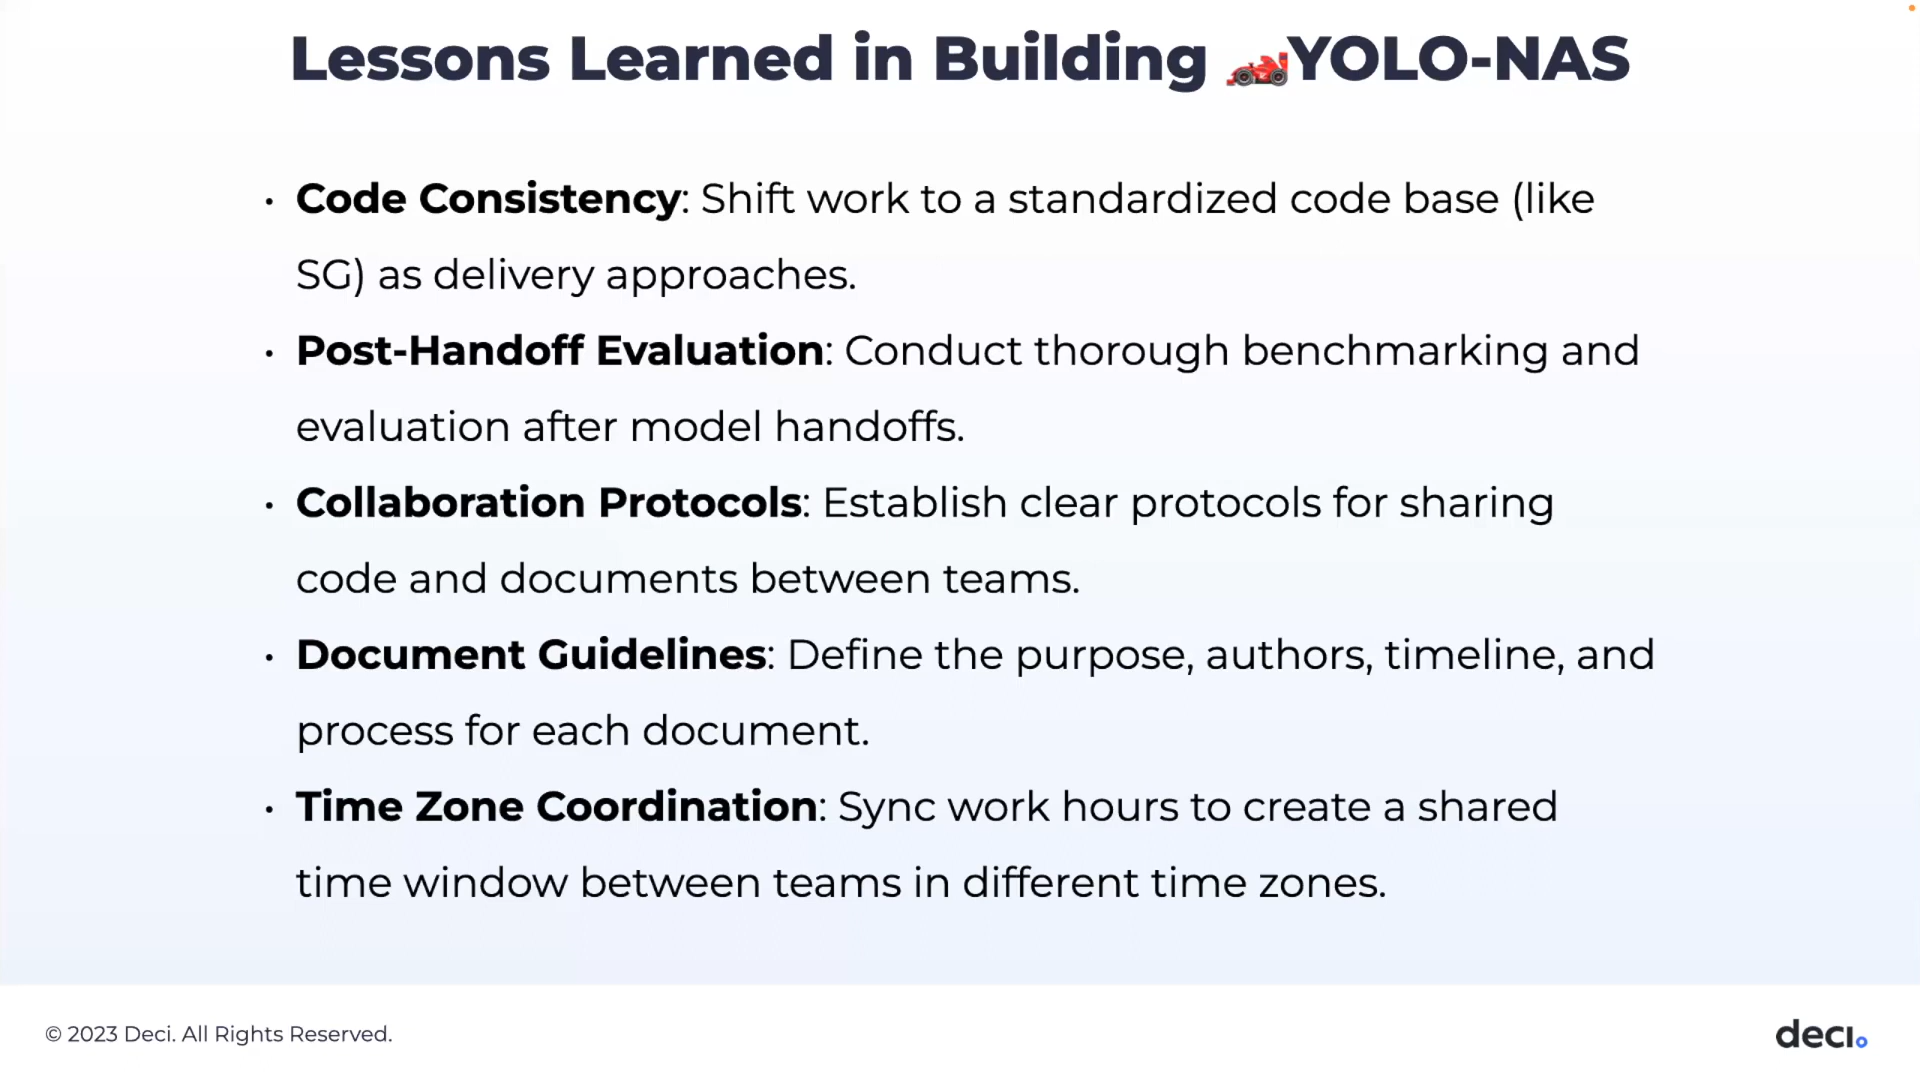 Lessons Learned in Building 🏎️YOLO-NAS
• Code Consistency: Shift work to a standardized code base (like
SG) as delivery approaches.
• Post-Handoff Evaluation: Conduct thorough benchmarking and
evaluation after model handoffs.
• Collaboration Protocols: Establish clear protocols for sharing
code and documents between teams.
• Document Guidelines: Define the purpose, authors, timeline, and
process for each document.
• Time Zone Coordination: Sync work hours to create a shared
time window between teams in different time zones.
© 2023 Deci. All Rights Reserved.
deci.